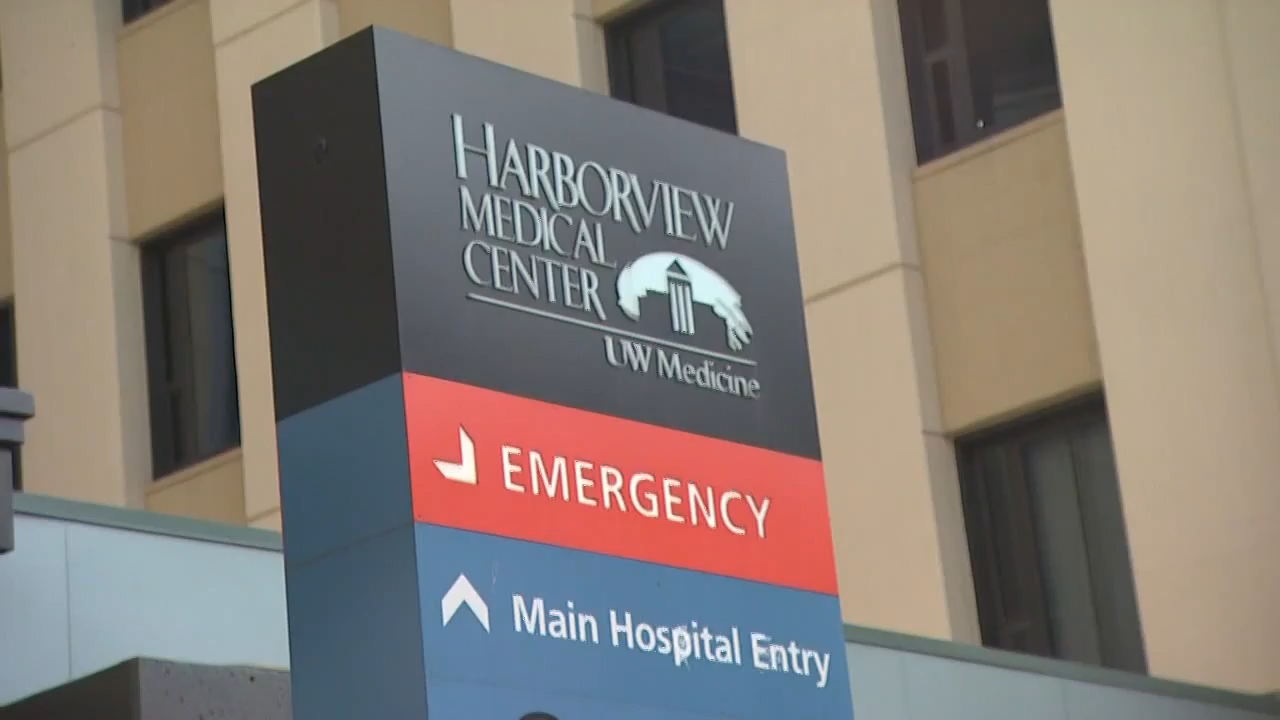 HARBORVIEW
MEDICAL
CENTER
UW Medicine
EMERGENCY
Main Hospital Entry